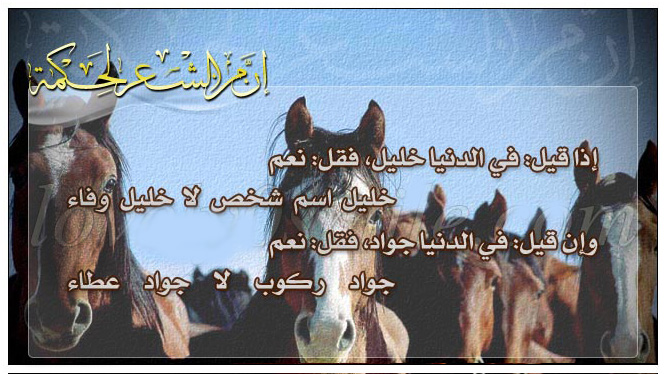 إن من الشعر لحكمة
إذا قيل: في الدنيا خليل، فقل: نعم
خليل اسم شخص لا خليل وفاء
وإن قيل: في الدنيا جواد، فقل: نعم
جواد ركوب لا جواد عطاء